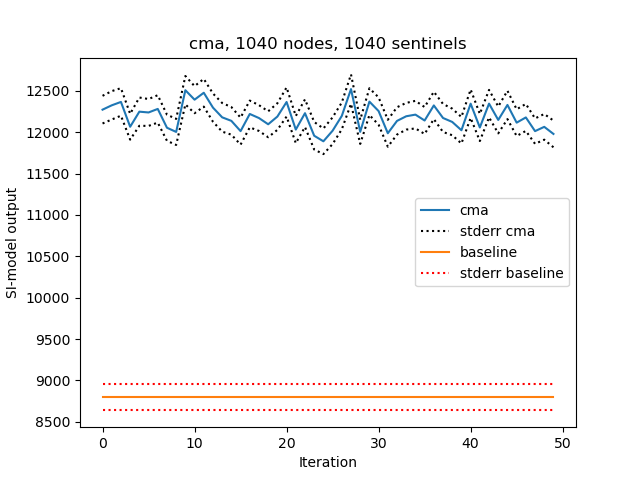 cma, 1040 nodes, 1040 sentinels
SI-model output
12500
12000
11500
11000
10500
10000
9500
9000
8500
cma
stderr cma
baseline
stderr baseline
0
10
20
30
40
50
Iteration